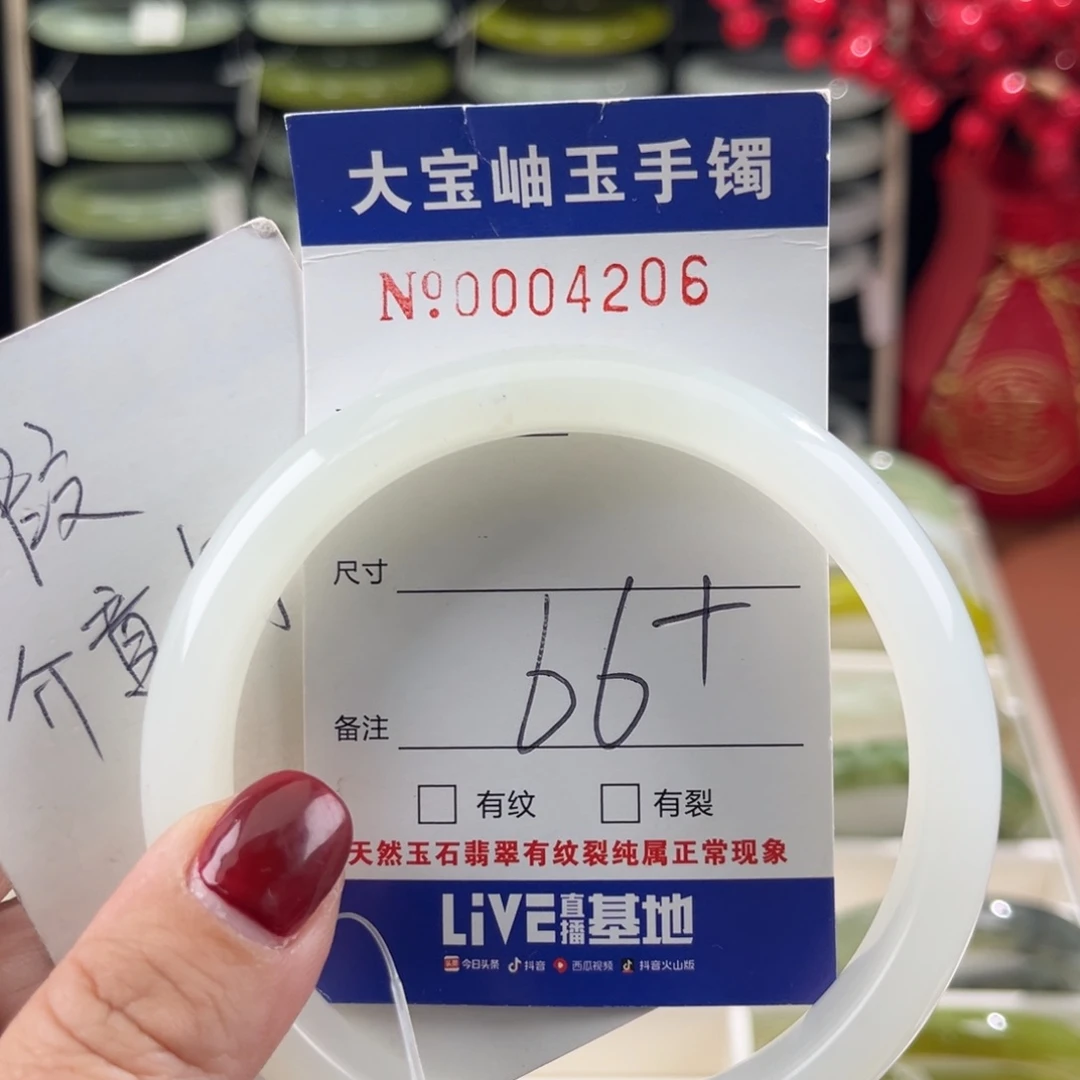 大宝岫玉手镯
№.0004206
尺寸
66+
备注
有纹 有裂
天然玉石翡翠有纹裂纯属正常现象
LiVE直播基地
今日头条 抖音 西瓜视频 抖音火山版